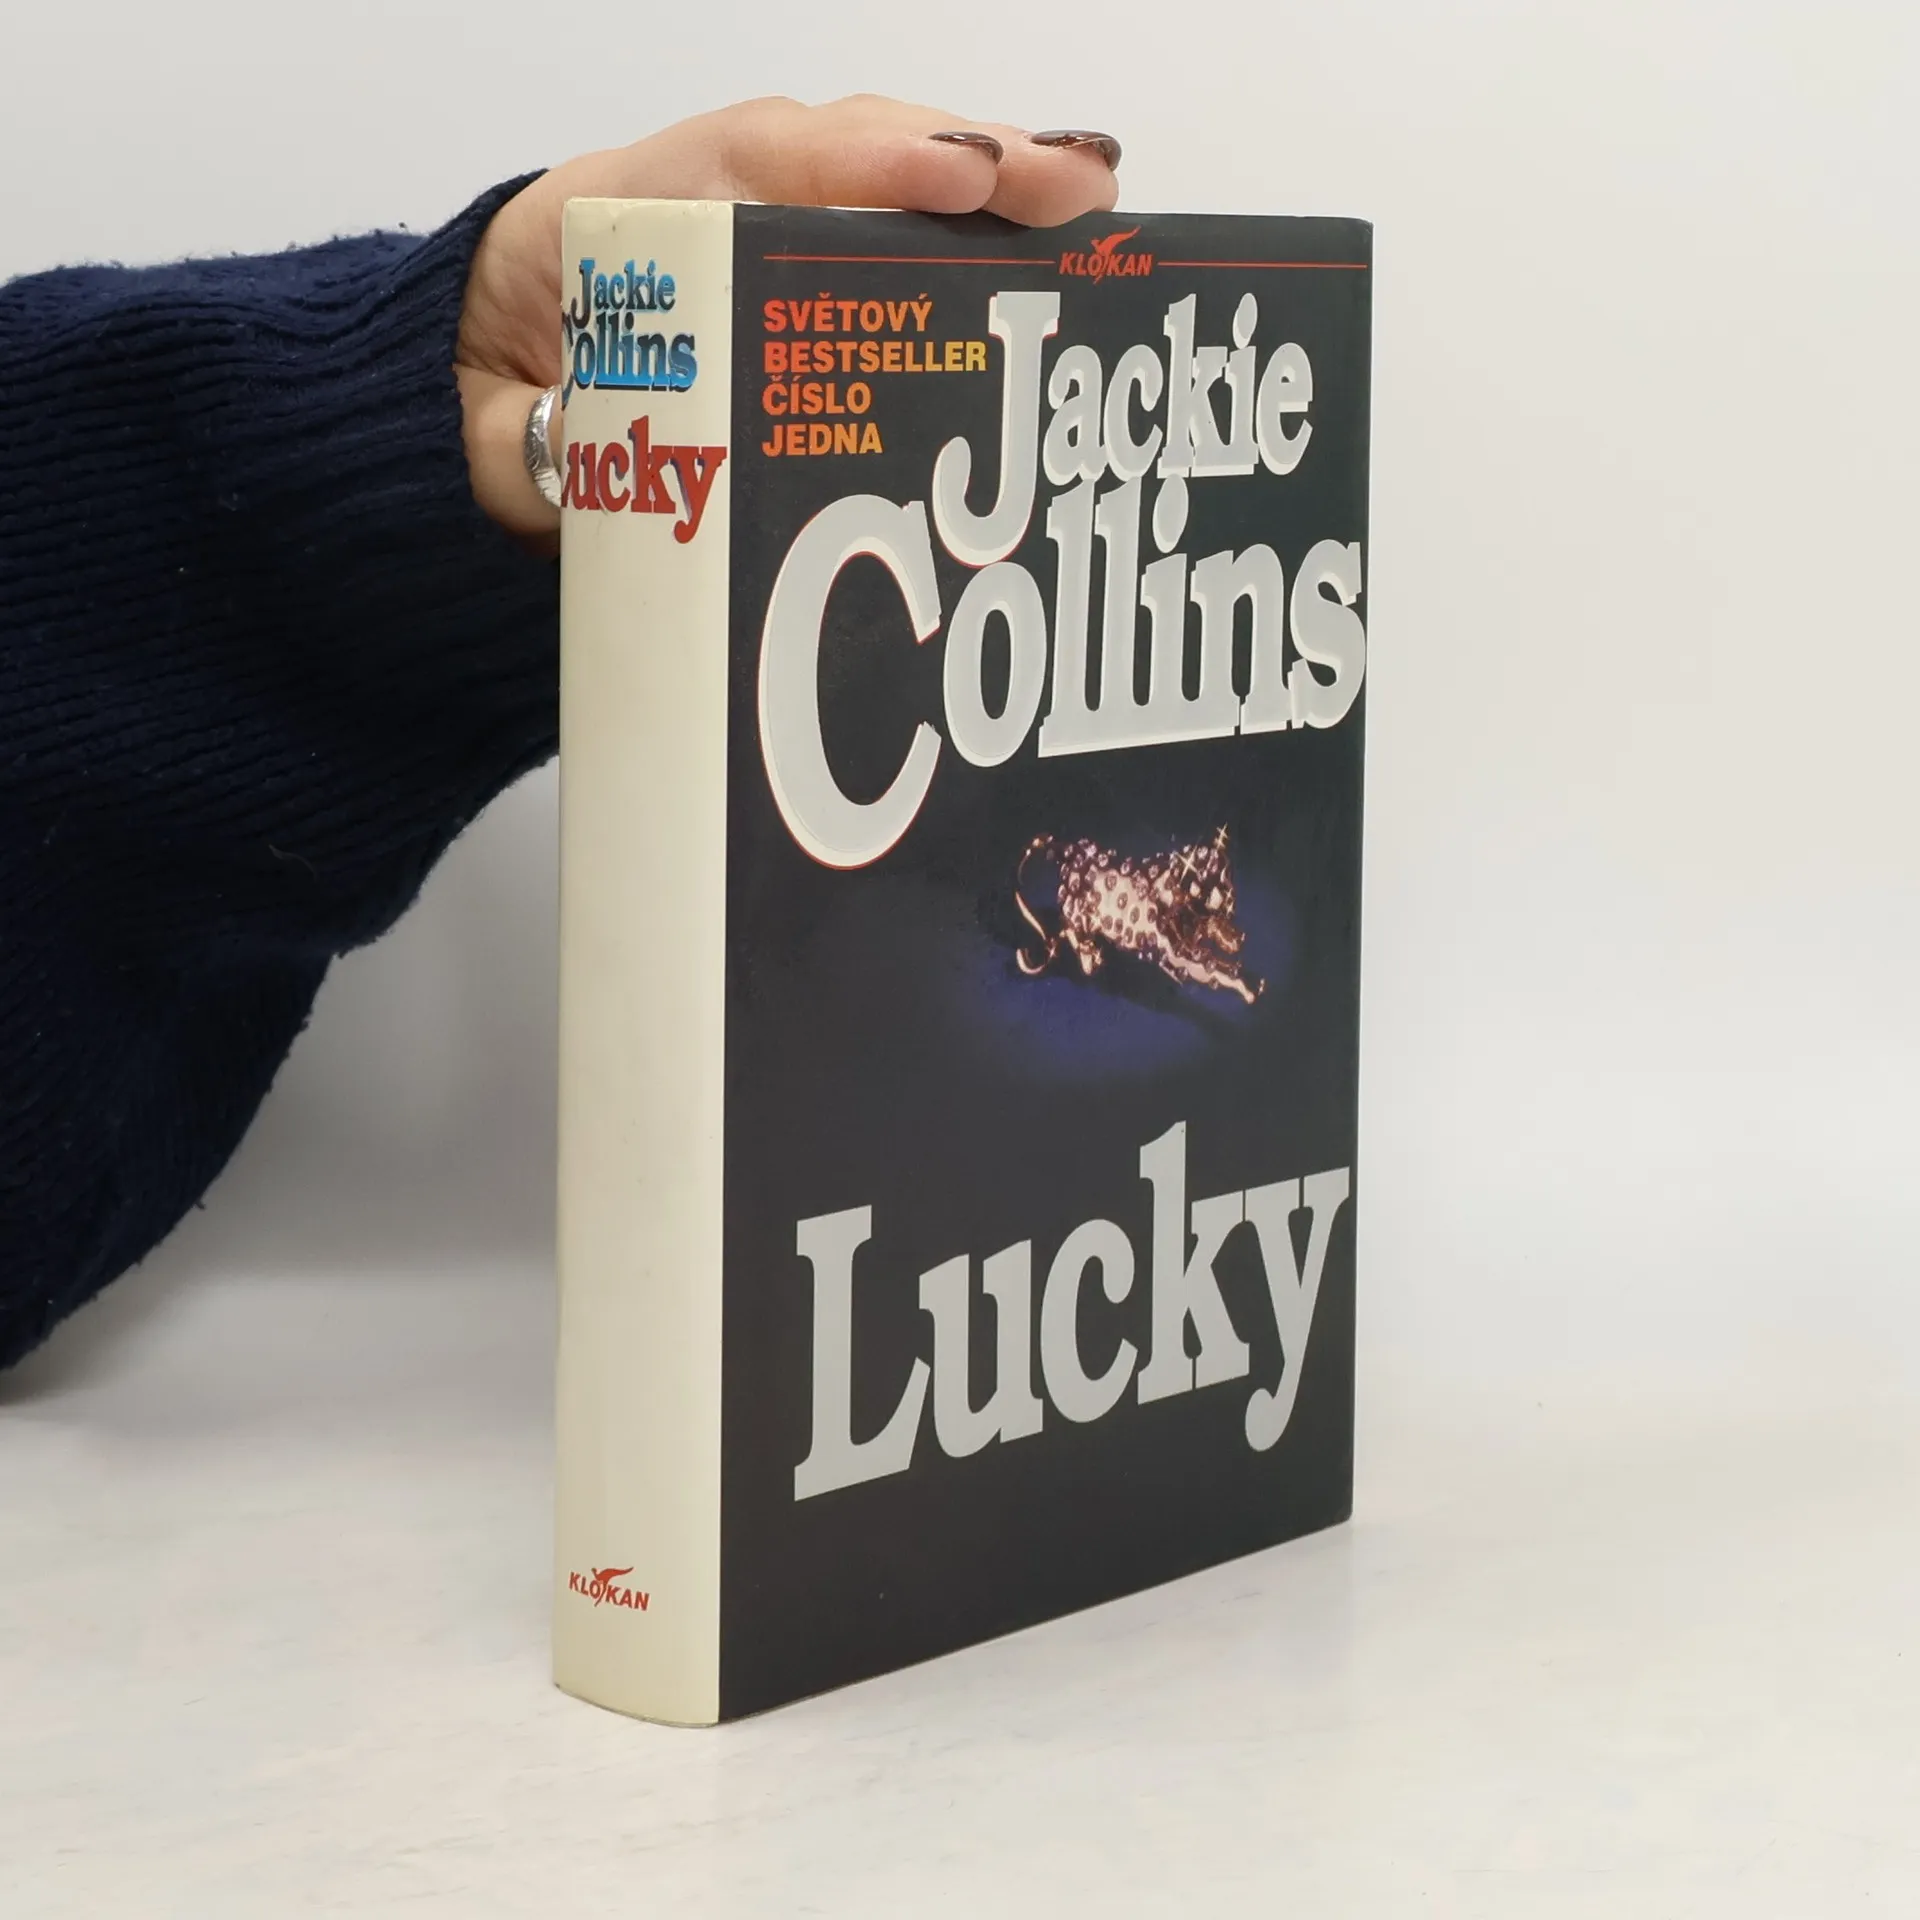 Jackie
Collins
Lucky
KLOKAN
KLOKAN
SVĚTOVÝ
BESTSELLER
ČÍSLO
JEDNA
Jackie
Collins
Lucky